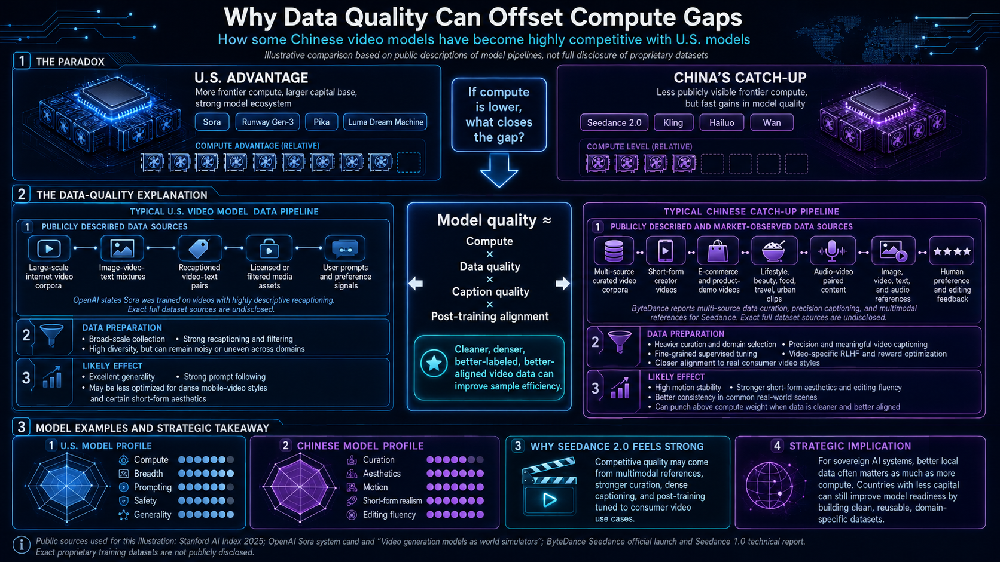 Why Data Quality Can Offset Compute Gaps
How some Chinese video models have become highly competitive with U.S. models
Illustrative comparison based on public descriptions of model pipelines, not full disclosure of proprietary datasets
1 THE PARADOX
U.S. ADVANTAGE
More frontier compute, larger capital base,
strong model ecosystem
Sora
Runway Gen-3
Pika
Luma Dream Machine
COMPUTE ADVANTAGE (RELATIVE)
If compute
is lower,
what closes
the gap?
CHINA'S CATCH-UP
Less publicly visible frontier compute,
but fast gains in model quality
Seedance 2.0
Kling
Hailuo
Wan
COMPUTE LEVEL (RELATIVE)
2 THE DATA-QUALITY EXPLANATION
TYPICAL U.S. VIDEO MODEL DATA PIPELINE
1 PUBLICLY DESCRIBED DATA SOURCES
Large-scale
internet video
corpora
Image-video-
text mixtures
Recaptioned
video-text
pairs
Licensed or
filtered media
assets
User prompts
and preference
signals
OpenAI states Sora was trained on videos with highly descriptive recaptioning.
Exact full dataset sources are undisclosed.
2 DATA PREPARATION
• Broad-scale collection • Strong recaptioning and filtering
• High diversity, but can remain noisy or uneven across domains
3 LIKELY EFFECT
• Excellent generality • Strong prompt following
• May be less optimized for dense mobile-video styles
and certain short-form aesthetics
Model quality ≈
Compute
×
Data quality
×
Caption quality
×
Post-training alignment
Cleaner, denser,
better-labeled, better-
aligned video data can
improve sample efficiency.
TYPICAL CHINESE CATCH-UP PIPELINE
1 PUBLICLY DESCRIBED AND MARKET-OBSERVED DATA SOURCES
Multi-source
curated video
corpora
Short-form
creator
videos
E-commerce
and product-
demo videos
Lifestyle,
beauty, food,
travel, urban
clips
Audio-video
paired
content
Image,
video, text,
and audio
references
Human
preference
and editing
feedback
ByteDance reports multi-source data curation, precision captioning, and multimodal
references for Seedance. Exact full dataset sources are undisclosed.
2 DATA PREPARATION
• Heavier curation and domain selection • Precision and meaningful video captioning
• Fine-grained supervised tuning • Video-specific RLHF and reward optimization
• Closer alignment to real consumer video styles
3 LIKELY EFFECT
• High motion stability • Stronger short-form aesthetics and editing fluency
• Better consistency in common real-world scenes
• Can punch above compute weight when data is cleaner and better aligned
3 MODEL EXAMPLES AND STRATEGIC TAKEAWAY
1 U.S. MODEL PROFILE
Compute
Breadth
Prompting
Safety
Generality
2 CHINESE MODEL PROFILE
Curation
Aesthetics
Motion
Short-form realism
Editing fluency
3 WHY SEEDANCE 2.0 FEELS STRONG
Competitive quality may come
from multimodal references,
stronger curation, dense
captioning, and post-training
tuned to consumer video
use cases.
4 STRATEGIC IMPLICATION
For sovereign AI systems, better local
data often matters as much as more
compute. Countries with less capital
can still improve model readiness by
building clean, reusable, domain-
specific datasets.
i
Public sources used for this illustration: Stanford AI Index 2025; OpenAI Sora system cand and "Video generation models as world simulators"; ByteDance Seedance official launch and Seedance 1.0 technical report.
Exact proprietary training datasets are not publicly disclosed.